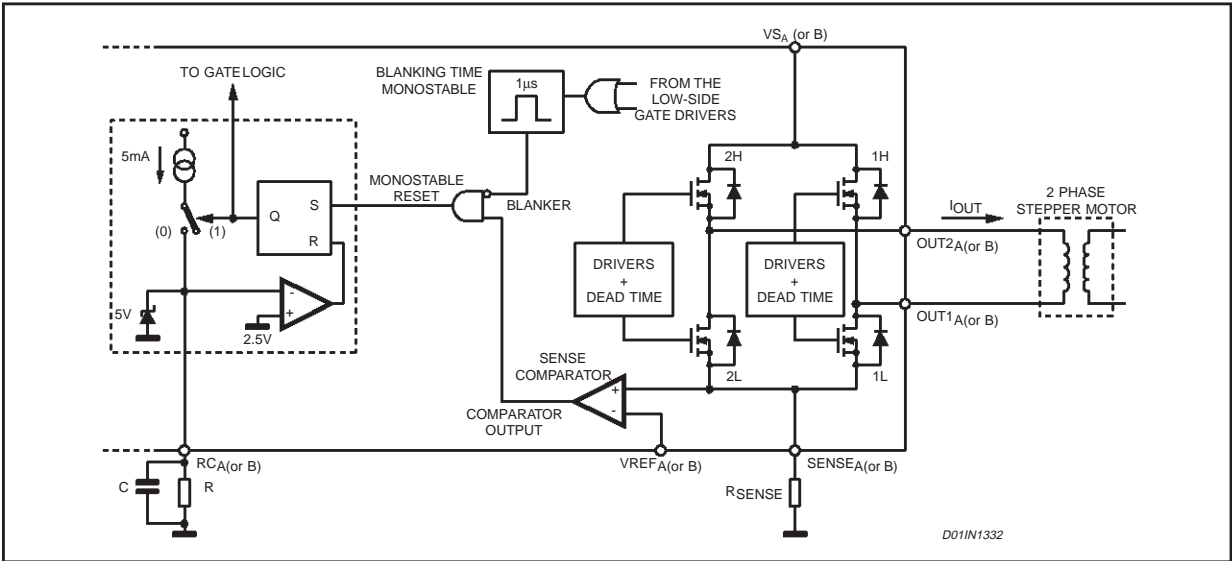 VSA (or B)
TO GATE LOGIC
BLANKING TIME
MONOSTABLE
1μs
FROM THE
LOW-SIDE
GATE DRIVERS
5mA
2H
1H
MONOSTABLE
RESET
BLANKER
IOUT
2 PHASE
STEPPER MOTOR
Q
S
R
(0)
(1)
DRIVERS
+
DEAD TIME
DRIVERS
+
DEAD TIME
OUT2A(or B)
OUT1A(or B)
-
+
5V
2.5V
SENSE
COMPARATOR
2L
1L
+
-
COMPARATOR
OUTPUT
RCA(or B)
VREFA(or B)
SENSEA(or B)
C
R
RSENSE
D01IN1332